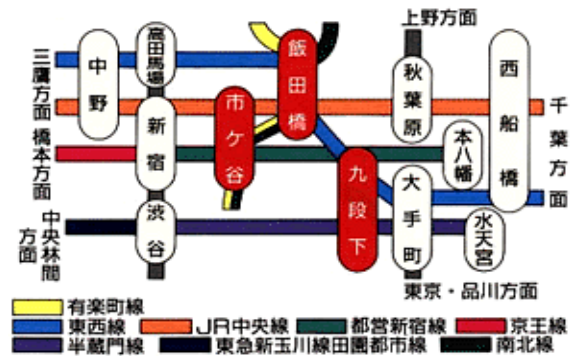 上野方面
三鷹方面
橋本方面
中央林間方面
千葉方面
東京・品川方面
中野
高田馬場
新宿
渋谷
市ケ谷
飯田橋
九段下
秋葉原
大手町
本八幡
水天宮
西船橋
有楽町線
東西線
JR中央線
都営新宿線
京王線
半蔵門線
東急新玉川線田園都市線
南北線